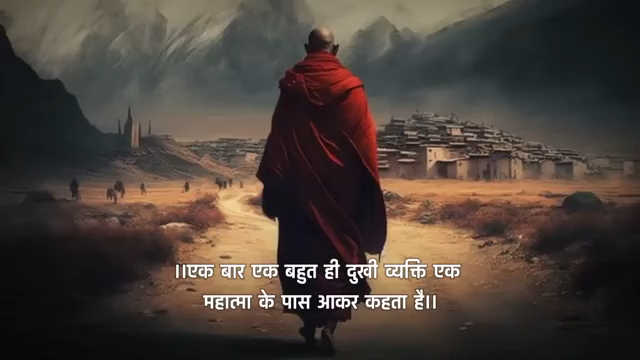 ।।एक बार एक बहुत ही दुखी व्यक्ति एक
महात्मा के पास आकर कहता है।।